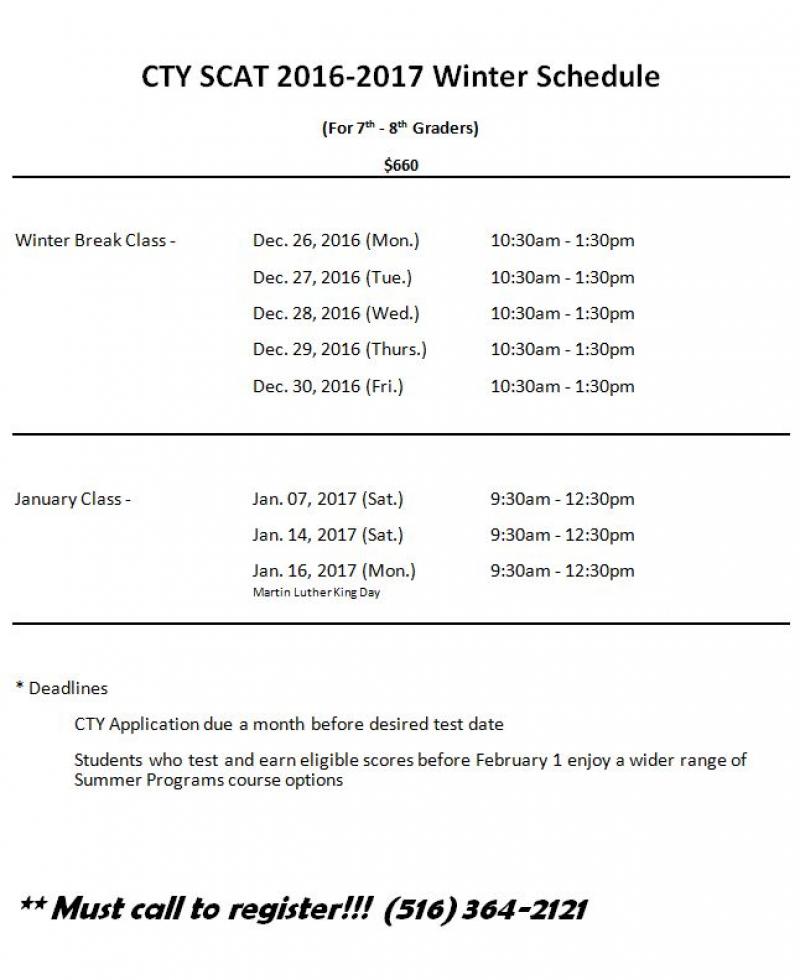 CTY SCAT 2016-2017 Winter Schedule
(For 7th - 8th Graders)
$660
Winter Break Class - Dec. 26, 2016 (Mon.) 10:30am - 1:30pm
Dec. 27, 2016 (Tue.) 10:30am - 1:30pm
Dec. 28, 2016 (Wed.) 10:30am - 1:30pm
Dec. 29, 2016 (Thurs.) 10:30am - 1:30pm
Dec. 30, 2016 (Fri.) 10:30am - 1:30pm
January Class - Jan. 07, 2017 (Sat.) 9:30am - 12:30pm
Jan. 14, 2017 (Sat.) 9:30am - 12:30pm
Jan. 16, 2017 (Mon.) 9:30am - 12:30pm
Martin Luther King Day
* Deadlines
CTY Application due a month before desired test date
Students who test and earn eligible scores before February 1 enjoy a wider range of
Summer Programs course options
** Must call to register!!! (516) 364-2121